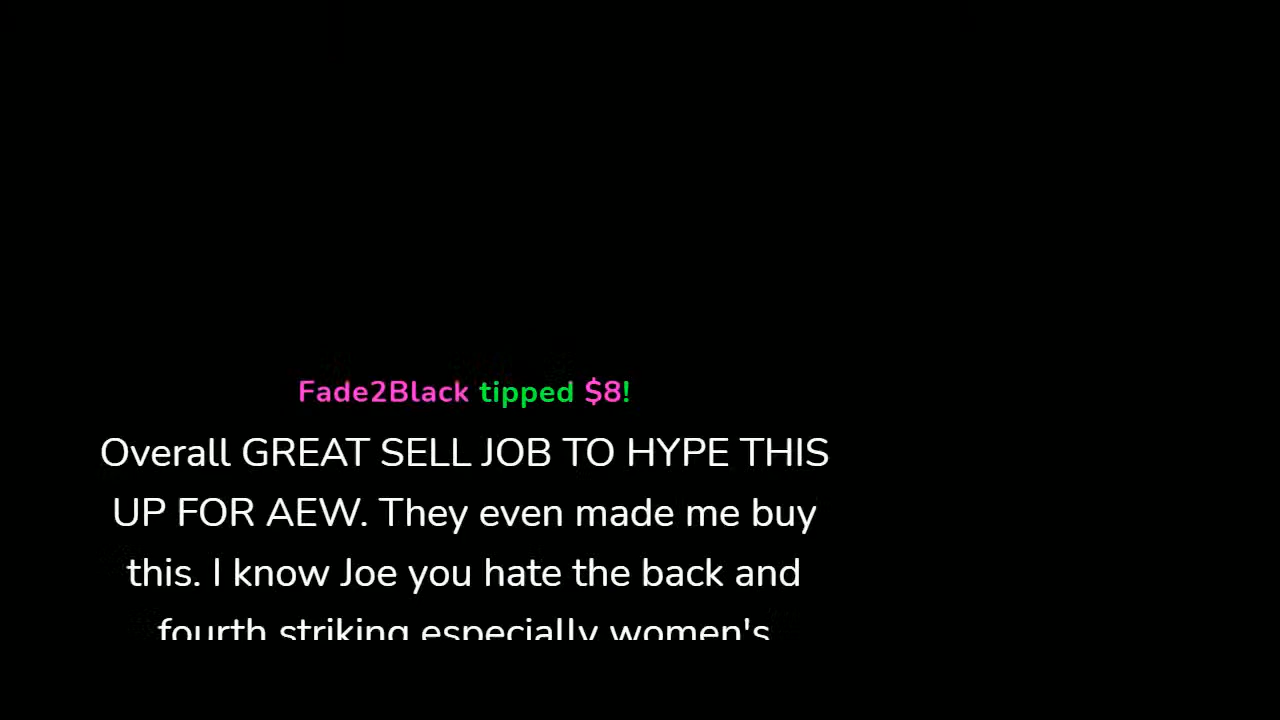 Fade2Black tipped $8!
Overall GREAT SELL JOB TO HYPE THIS
UP FOR AEW. They even made me buy
this. I know Joe you hate the back and
fourth striking especially women's